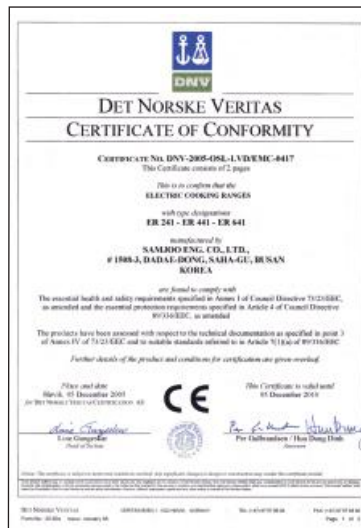 DNV
DET NORSKE VERITAS
CERTIFICATE OF CONFORMITY
CERTIFICATE NO. DNV-2005-OSL-LVD/EMC-0417
This Certificate consists of 2 pages
This is to confirm that the
ELECTRIC COOKING RANGES
with type designations
ER 241 - ER 441 - ER 641
manufactured by
SAMJOO ENG. CO., LTD.,
# 1508-3, DADAE-DONG, SAHA-GU, BUSAN
KOREA
are found to comply with
The essential health and safety requirements specified in Annex I of Council Directive 73/23/EEC,
as amended and the essential protection requirements specified in Article 4 of Council Directive
89/336/EEC, as amended
The products have been assessed with respect to the technical documentation as specified in point 3
of Annex IV of 73/23/EEC and to suitable standards referred to in Article 7(1)(a) of 89/336/EEC
Further details of the product and conditions for certification are given overleaf.
Place and date
Høvik, 05 December 2005
for DET NORSKE VERITAS CERTIFICATION AS
CE
This Certificate is valid until
05 December 2010
DET NORSKE VERITAS